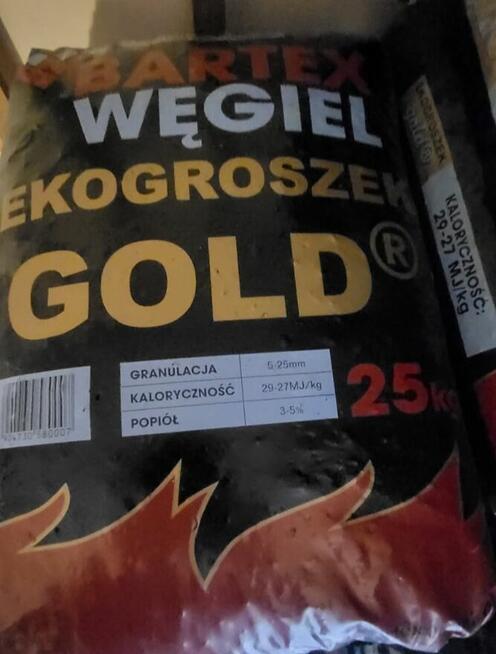 BARTEX
WĘGIEL
EKOGROSZEK
GOLD®
GRANULACJA 5-25mm
KALORYCZNOŚĆ 29-27MJ/kg
POPIÓŁ 3-5%
25kg
EKOGROSZEK
KALORYCZNOŚĆ:
29-27 MJ/kg